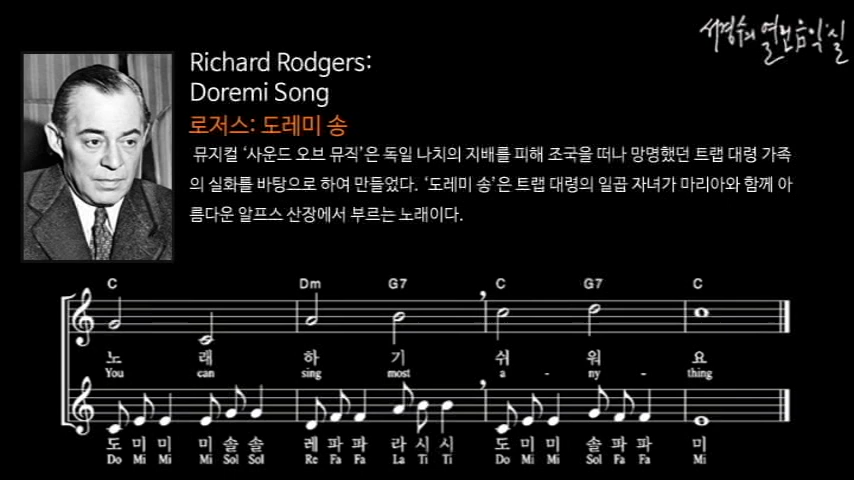 서경수의 열린음악실
Richard Rodgers:
Doremi Song
로저스: 도레미 송
뮤지컬 ‘사운드 오브 뮤직’은 독일 나치의 지배를 피해 조국을 떠나 망명했던 트랩 대령 가족
의 실화를 바탕으로 하여 만들었다. ‘도레미 송’은 트랩 대령의 일곱 자녀가 마리아와 함께 아
름다운 알프스 산장에서 부르는 노래이다.
C Dm G7 C G7 C
노 래 하 기 쉬 워 요
You can sing most a - ny - thing
도 미 미 미 솔 솔 레 파 파 라 시 시 도 미 미 솔 파 파 미
Do Mi Mi Mi Sol Sol Re Fa Fa La Ti Ti Do Mi Mi Sol Fa Fa Mi